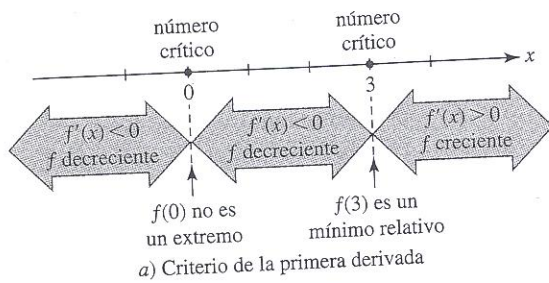 número
crítico
número
crítico
x
0
3
f'(x) < 0
f decreciente
f'(x) < 0
f decreciente
f'(x) > 0
f creciente
f(0) no es
un extremo
f(3) es un
mínimo relativo
a) Criterio de la primera derivada